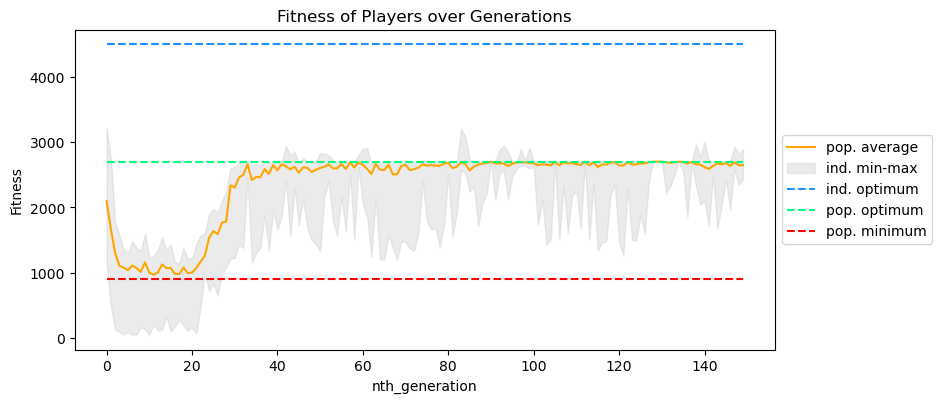 Fitness of Players over Generations
Fitness
4000
3000
2000
1000
0
0 20 40 60 80 100 120 140
nth_generation
pop. average
ind. min-max
ind. optimum
pop. optimum
pop. minimum